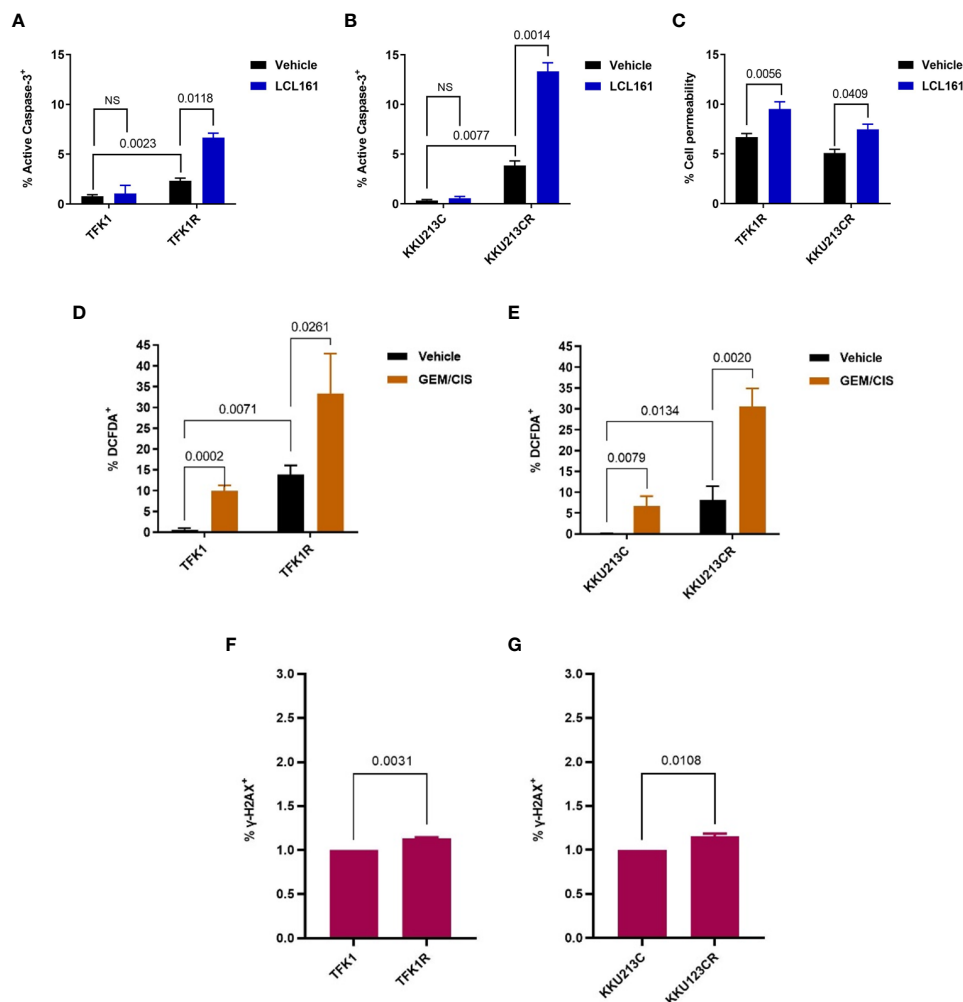 A
% Active Caspase-3+
15
10
5
0
NS
0.0023
0.0118
TFK1
TFK1R
Vehicle
LCL161
B
% Active Caspase-3+
15
10
5
0
NS
0.0077
0.0014
KKU213C
KKU213CR
Vehicle
LCL161
C
% Cell permeability
15
10
5
0
0.0056
0.0409
TFK1R
KKU213CR
Vehicle
LCL161
D
% DCFDA+
45
40
35
30
25
20
15
10
5
0
0.0002
0.0071
0.0261
TFK1
TFK1R
Vehicle
GEM/CIS
E
% DCFDA+
45
40
35
30
25
20
15
10
5
0
0.0079
0.0134
0.0020
KKU213C
KKU213CR
Vehicle
GEM/CIS
F
% γ-H2AX+
3.0
2.5
2.0
1.5
1.0
0.5
0.0
0.0031
TFK1
TFK1R
G
% γ-H2AX+
3.0
2.5
2.0
1.5
1.0
0.5
0.0
0.0108
KKU213C
KKU123CR